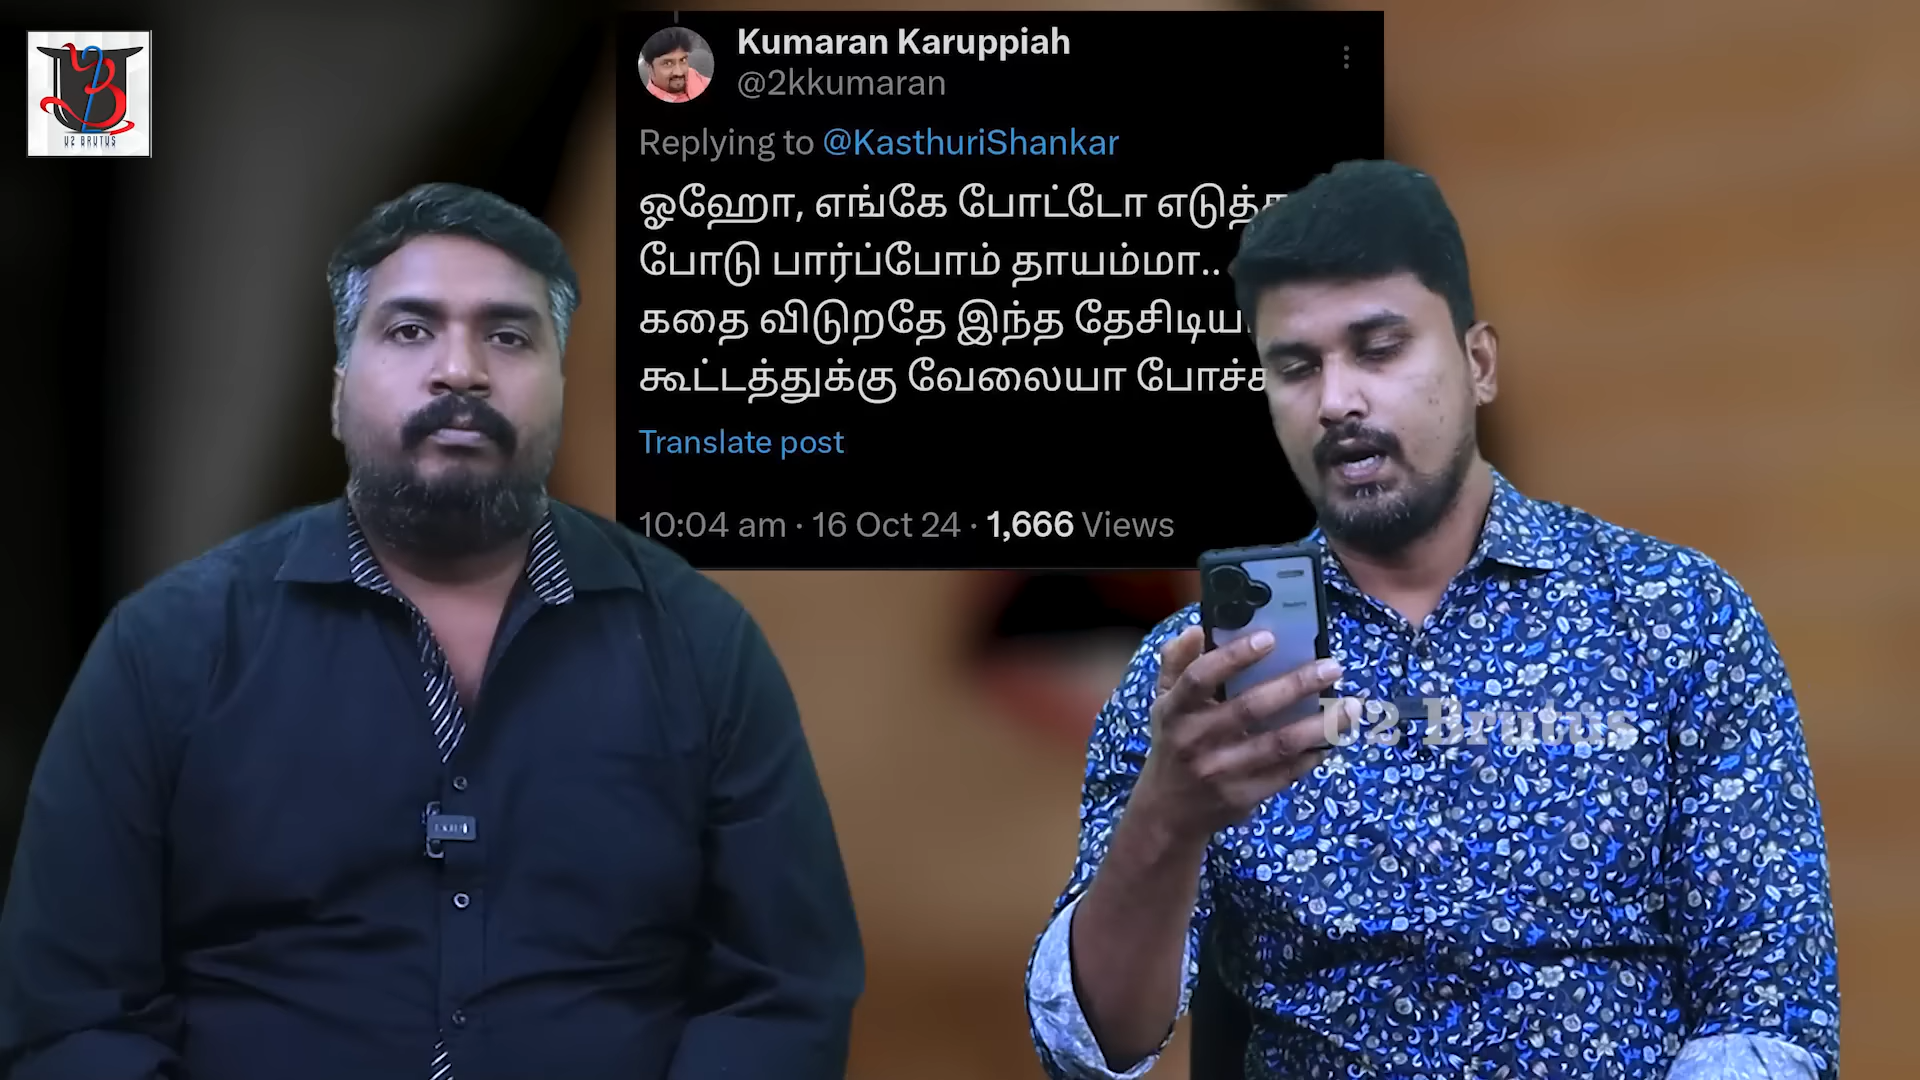 U2 BRUTUS
Kumaran Karuppiah
@2kkumaran
Replying to @KasthuriShankar
ஓஹோ, எங்கே போட்டோ
போடு பார்ப்போம் தாயம்மா..
கதை விடுறதே இந்த
கூட்டத்துக்கு வேலையா
Translate post
10:04 am · 16 Oct 24 · 1,666 Views
U2 Brutus